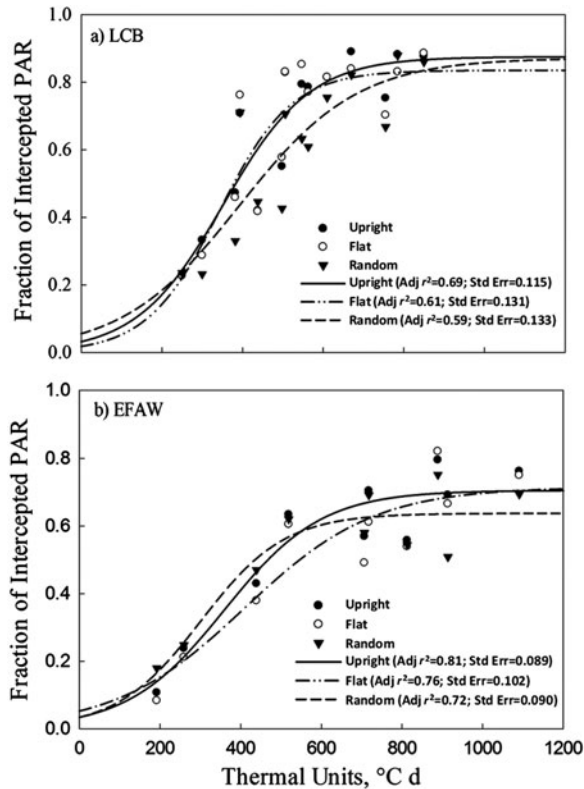 a) LCB
Fraction of Intercepted PAR
1.0
0.8
0.6
0.4
0.2
0.0
Upright
Flat
Random
Upright (Adj r²=0.69; Std Err=0.115)
Flat (Adj r²=0.61; Std Err=0.131)
Random (Adj r²=0.59; Std Err=0.133)
b) EFAW
Fraction of Intercepted PAR
1.0
0.8
0.6
0.4
0.2
0.0
Upright
Flat
Random
Upright (Adj r²=0.81; Std Err=0.089)
Flat (Adj r²=0.76; Std Err=0.102)
Random (Adj r²=0.72; Std Err=0.090)
0 200 400 600 800 1000 1200
Thermal Units, °C d